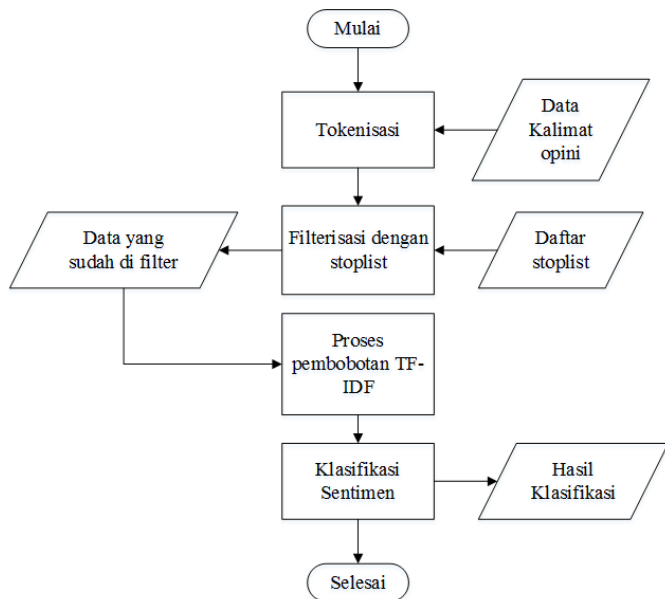 Mulai
Tokenisasi
Data
Kalimat
opini
Data yang
sudah di filter
Filterisasi dengan
stoplist
Daftar
stoplist
Proses
pembobotan TF-
IDF
Klasifikasi
Sentimen
Hasil
Klasifikasi
Selesai